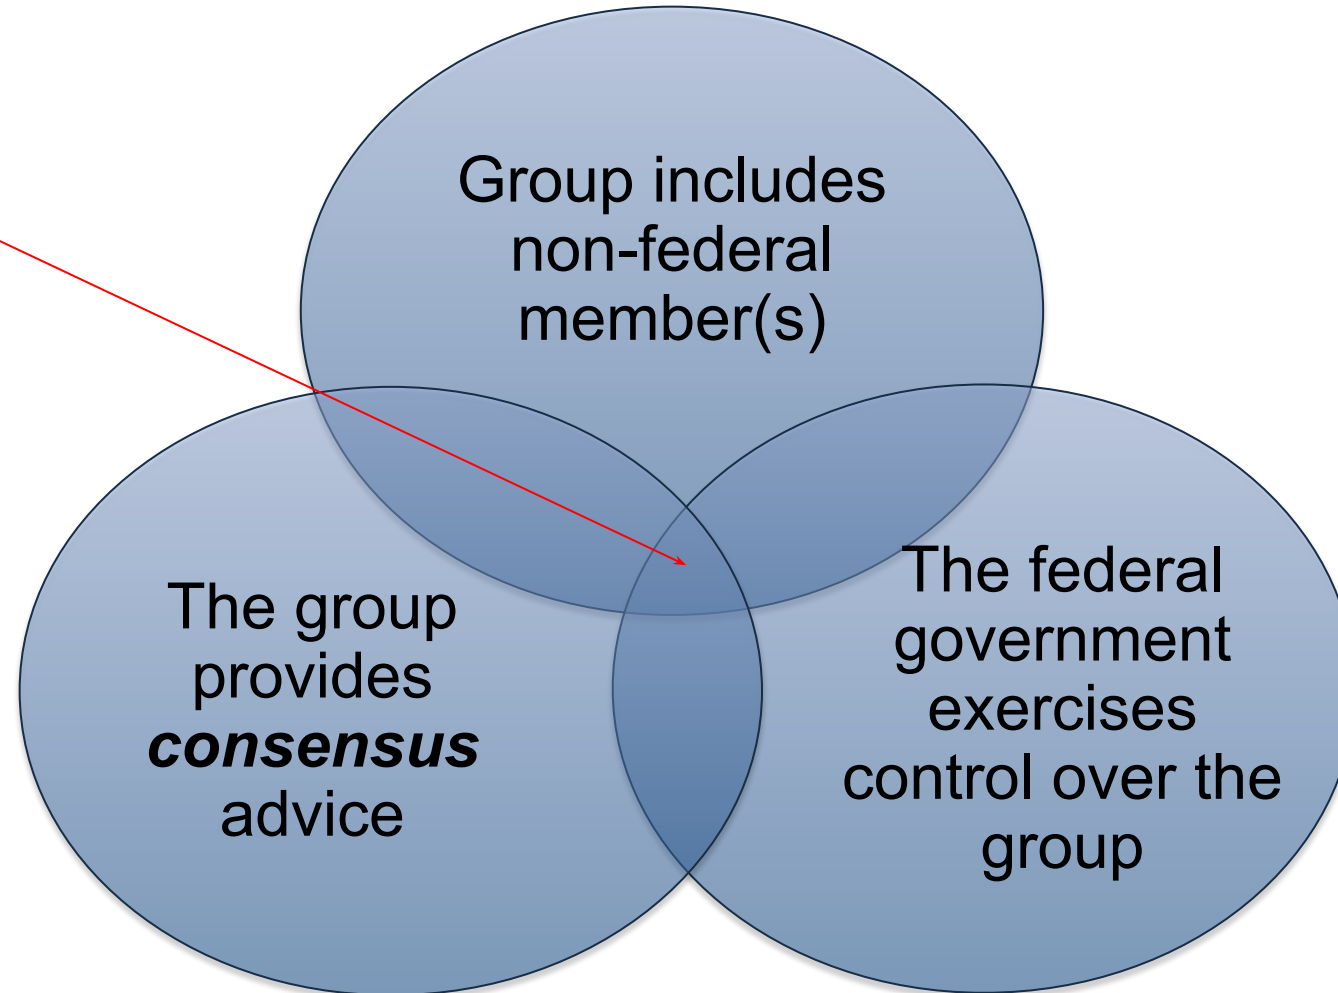 Group includes
non-federal
member(s)
The group
provides
consensus
advice
The federal
government
exercises
control over the
group